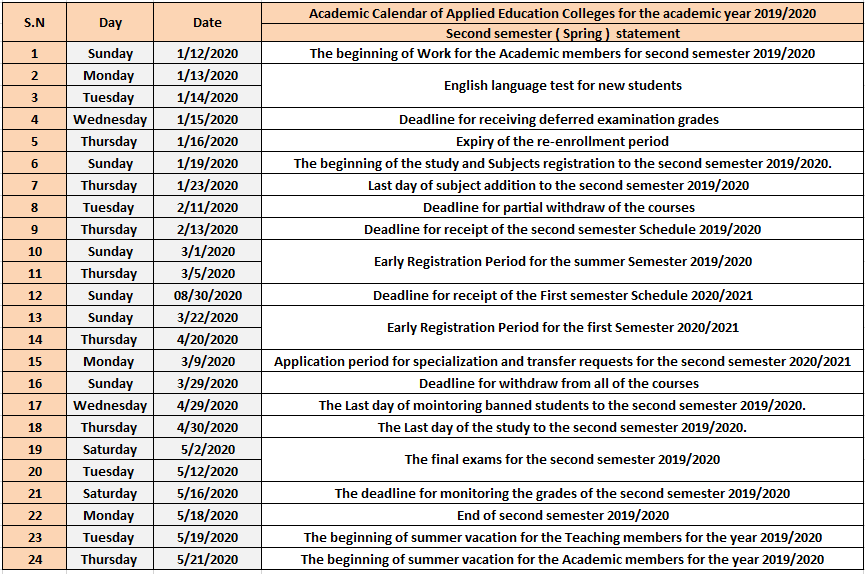 S.N Day Date Academic Calendar of Applied Education Colleges for the academic year 2019/2020
Second semester ( Spring ) statement
1 Sunday 1/12/2020 The beginning of Work for the Academic members for second semester 2019/2020
2 Monday 1/13/2020 English language test for new students
3 Tuesday 1/14/2020
4 Wednesday 1/15/2020 Deadline for receiving deferred examination grades
5 Thursday 1/16/2020 Expiry of the re-enrollment period
6 Sunday 1/19/2020 The beginning of the study and Subjects registration to the second semester 2019/2020.
7 Thursday 1/23/2020 Last day of subject addition to the second semester 2019/2020
8 Tuesday 2/11/2020 Deadline for partial withdraw of the courses
9 Thursday 2/13/2020 Deadline for receipt of the second semester Schedule 2019/2020
10 Sunday 3/1/2020 Early Registration Period for the summer Semester 2019/2020
11 Thursday 3/5/2020
12 Sunday 08/30/2020 Deadline for receipt of the First semester Schedule 2020/2021
13 Sunday 3/22/2020 Early Registration Period for the first Semester 2020/2021
14 Thursday 4/20/2020
15 Monday 3/9/2020 Application period for specialization and transfer requests for the second semester 2020/2021
16 Sunday 3/29/2020 Deadline for withdraw from all of the courses
17 Wednesday 4/29/2020 The Last day of mointoring banned students to the second semester 2019/2020.
18 Thursday 4/30/2020 The Last day of the study to the second semester 2019/2020.
19 Saturday 5/2/2020 The final exams for the second semester 2019/2020
20 Tuesday 5/12/2020
21 Saturday 5/16/2020 The deadline for monitoring the grades of the second semester 2019/2020
22 Monday 5/18/2020 End of second semester 2019/2020
23 Tuesday 5/19/2020 The beginning of summer vacation for the Teaching members for the year 2019/2020
24 Thursday 5/21/2020 The beginning of summer vacation for the Academic members for the year 2019/2020